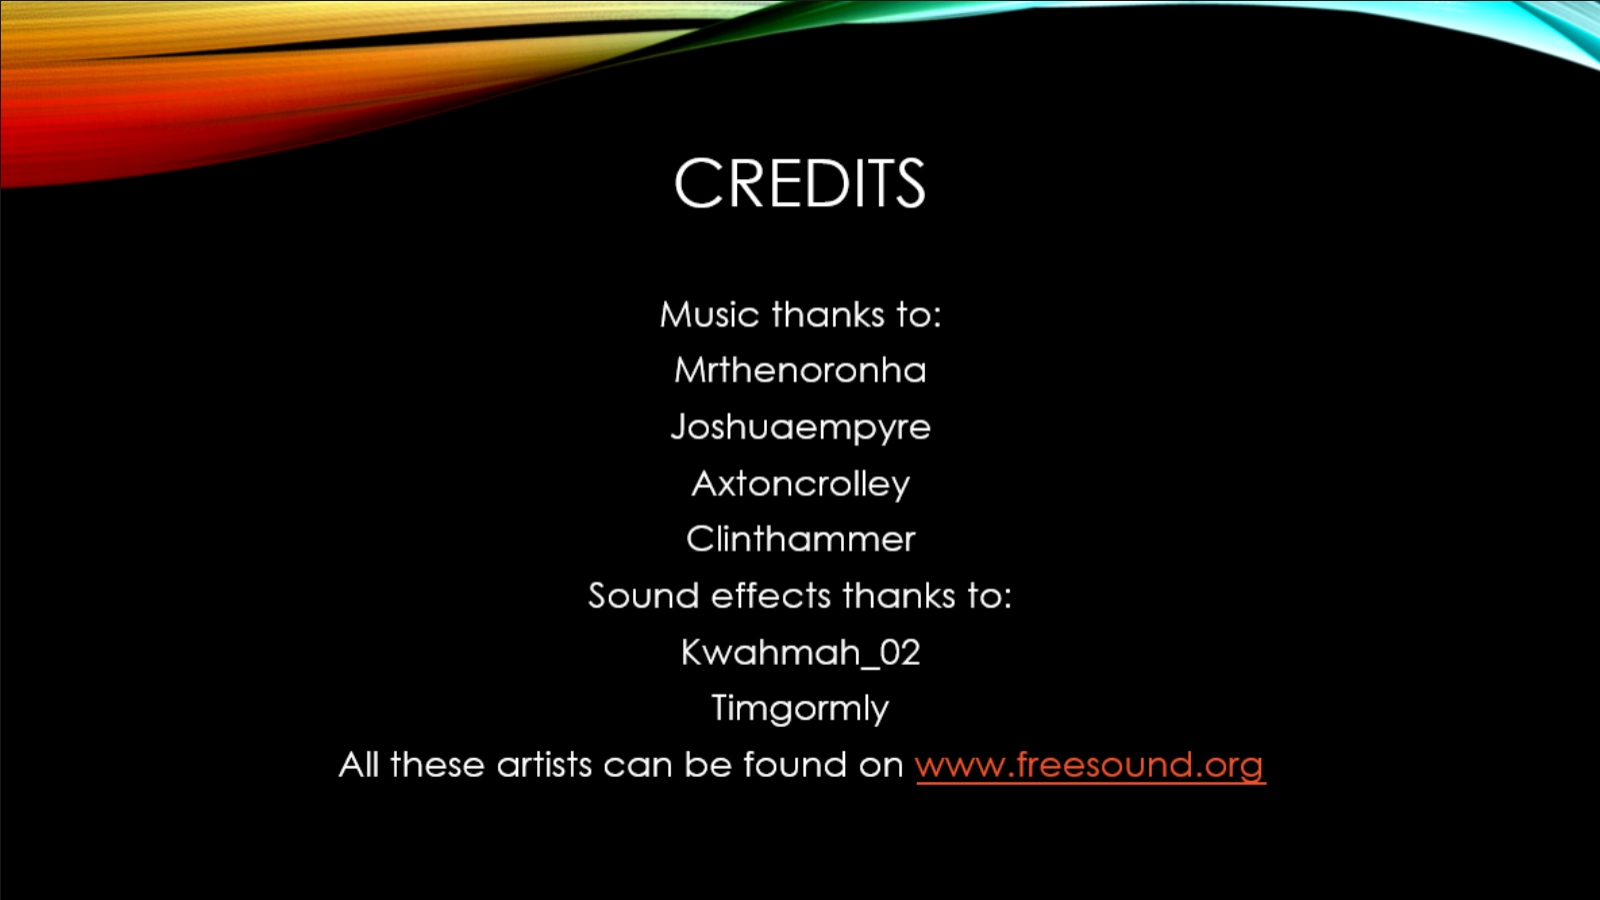 CREDITS
Music thanks to:
Mrthenoronha
Joshuaempyre
Axtoncrolley
Clinthammer
Sound effects thanks to:
Kwahmah_02
Timgormly
All these artists can be found on www.freesound.org